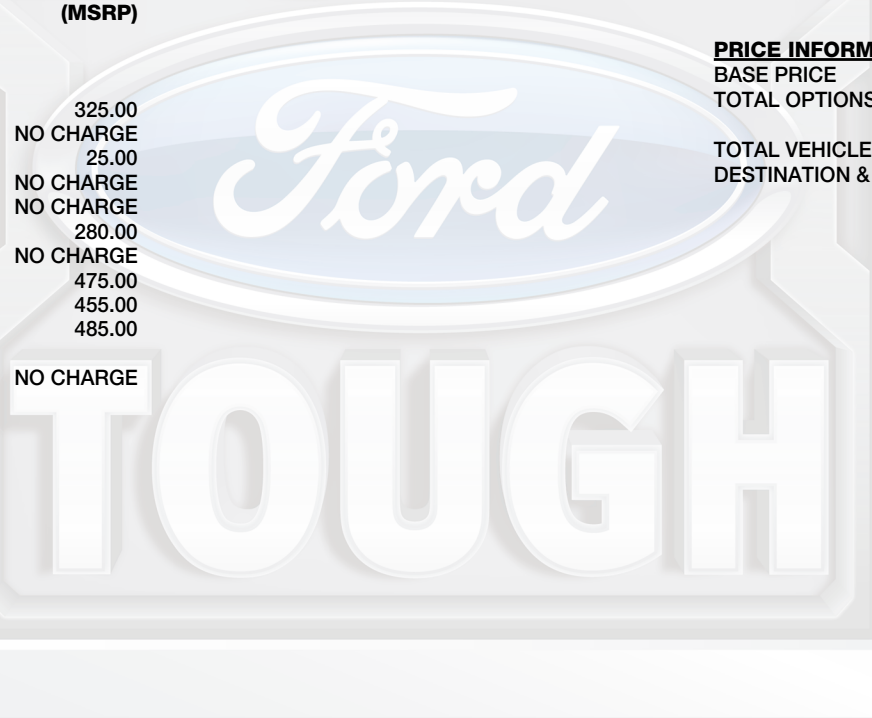 (MSRP)
325.00
NO CHARGE
25.00
NO CHARGE
NO CHARGE
280.00
NO CHARGE
475.00
455.00
485.00
NO CHARGE
PRICE INFORM
BASE PRICE
TOTAL OPTIONS
TOTAL VEHICLE
DESTINATION &
Ford
TOUGH